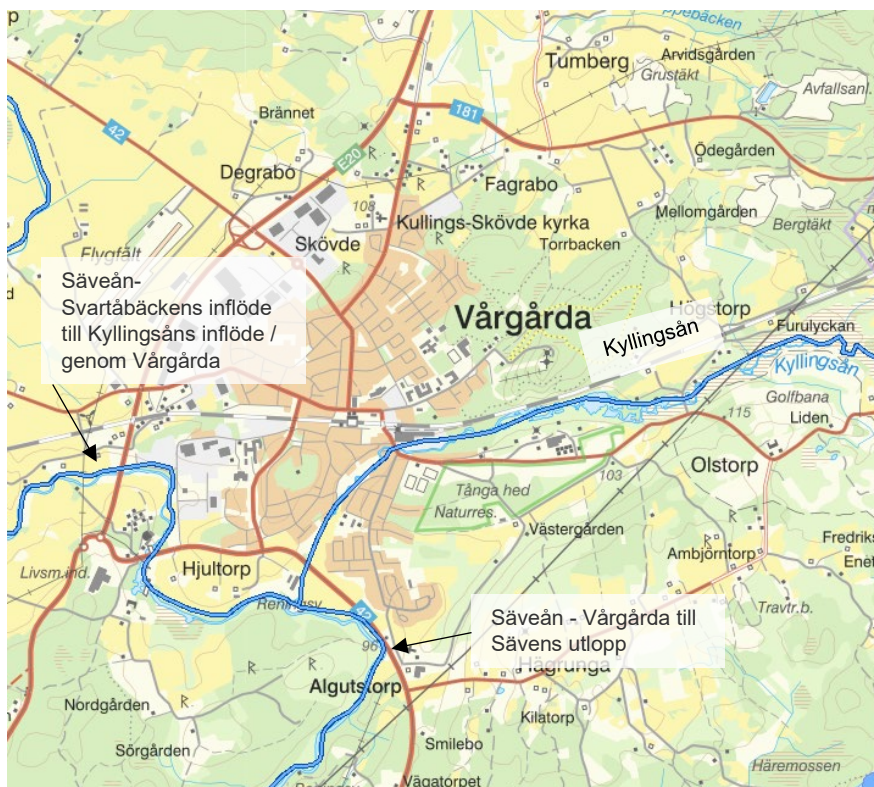 p
ppebäcken
Tumberg
Arvidsgården
Grustäkt
Avfallsanl.
Brännet
42
181
E20
Ödegården
Degrabo
Fagrabo
108
Kullings-Skövde kyrka
Mellomgården
Bergtäkt
Skövde
Torrbacken
Flygfält
Säveån-
Svartåbäckens inflöde
till Kyllingsåns inflöde /
genom Vårgårda
d
Vårgårda
Högstorp
Kyllingsån
Furulyckan
Kyllingsån
Golfbana
115
Liden
Olstorp
103
Tånga hed
Naturres.
Västergården
Fredriks
Ambjörntorp
Enet
Hjultorp
Livsm.ind.
Reningsv
42
Travtr.b.
Säveån - Vårgårda till
Sävens utlopp
96
Hägrunga
Algutstorp
Nordgården
Kilatorp
Sörgården
Smilebo
Häremossen
Vägatorpet